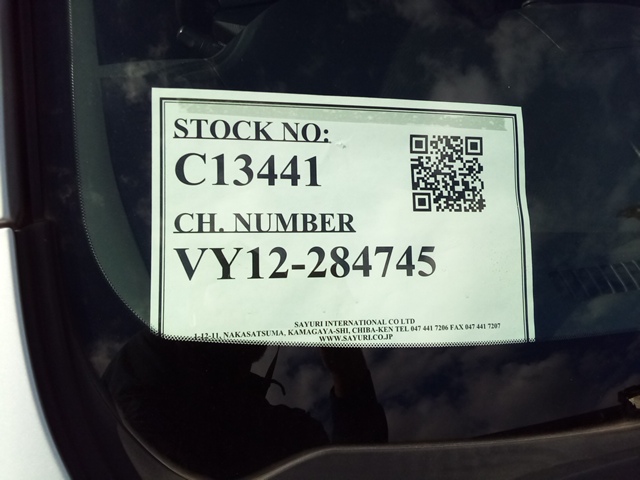 STOCK NO:
C13441
CH. NUMBER
VY12-284745
SAYURI INTERNATIONAL CO LTD
1-12-11, NAKASATSUMA, KAMAGAYA-SHI, CHIBA-KEN TEL 047 441 7206 FAX 047 441 7207
WWW.SAYURI.CO.JP